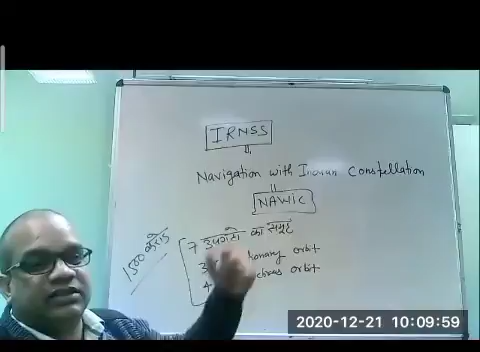 IRNSS
Navigation with Indian Constellation
NAWIC
7 उपग्रहों का समूह
1500 करोड़
3 orbit
4 orbit
2020-12-21 10:09:59